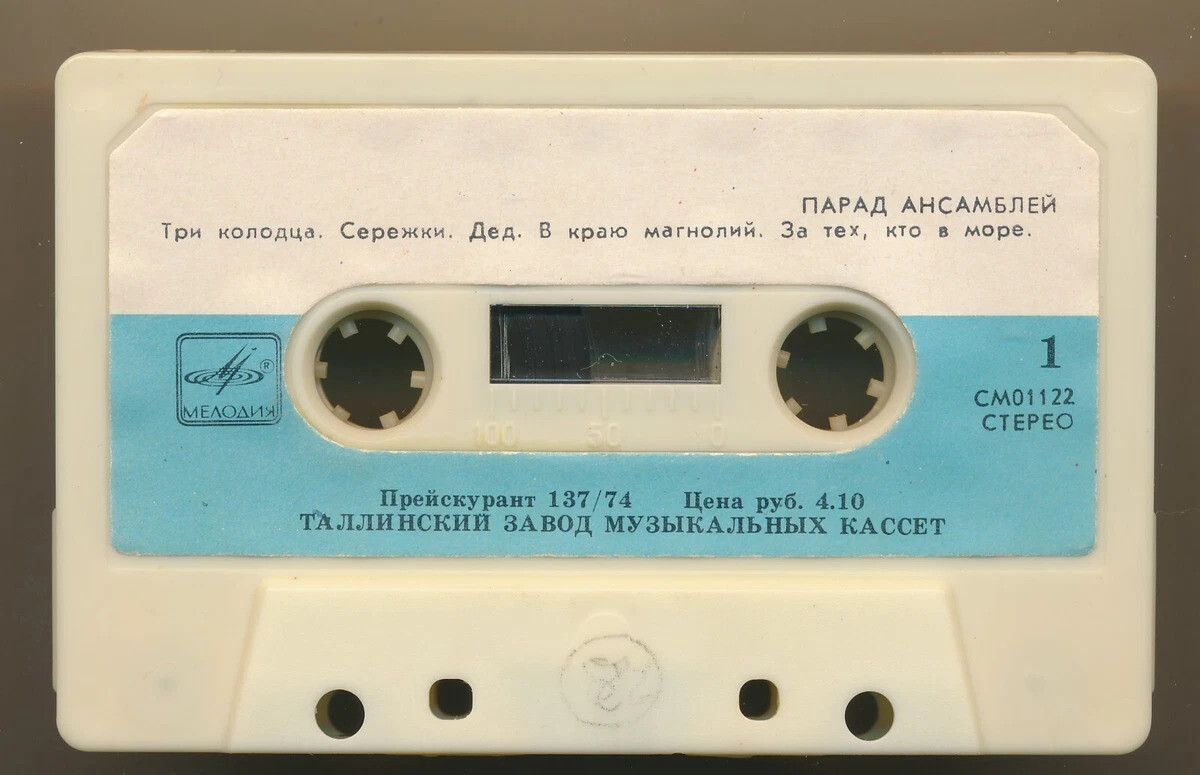 ПАРАД АНСАМБЛЕЙ
Три колодца. Сережки. Дед. В краю магнолий. За тех, кто в море.
®
МЕЛОДИЯ
1
СМ01122
СТЕРЕО
100 50 0
Прейскурант 137/74 Цена руб. 4.10
ТАЛЛИНСКИЙ ЗАВОД МУЗЫКАЛЬНЫХ КАССЕТ